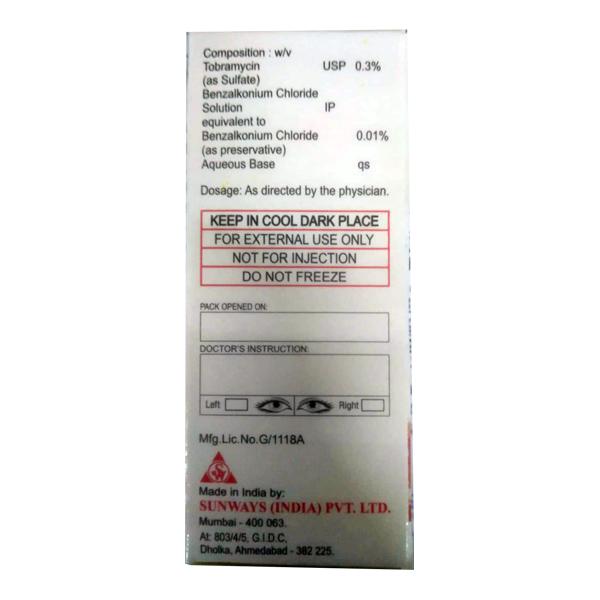 Composition : w/v
Tobramycin USP 0.3%
(as Sulfate)
Benzalkonium Chloride
Solution IP
equivalent to
Benzalkonium Chloride 0.01%
(as preservative)
Aqueous Base qs
Dosage: As directed by the physician.
KEEP IN COOL DARK PLACE
FOR EXTERNAL USE ONLY
NOT FOR INJECTION
DO NOT FREEZE
PACK OPENED ON:
DOCTOR'S INSTRUCTION:
Left Right
Mfg.Lic.No.G/1118A
SW
Made in India by:
SUNWAYS (INDIA) PVT. LTD.
Mumbai - 400 063.
At: 803/4/5, G.I.D.C,
Dholka, Ahmedabad - 382 225.